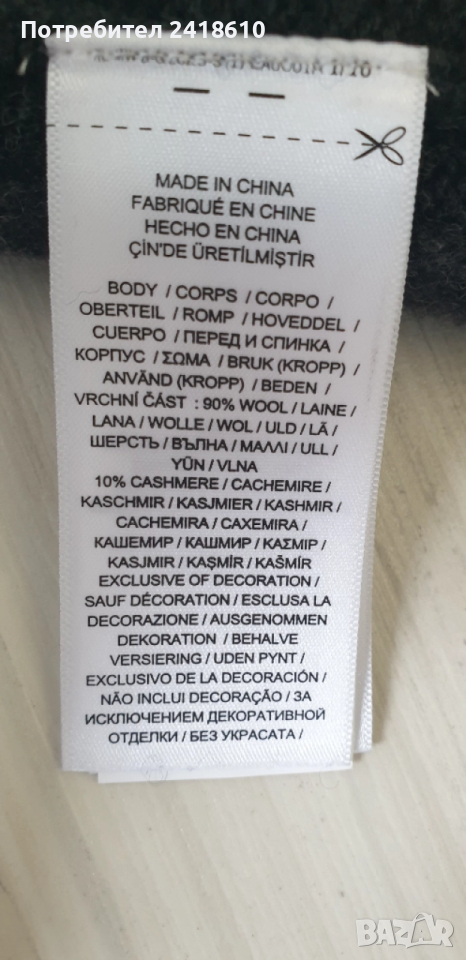 Потребител 2418610
MADE IN CHINA
FABRIQUÉ EN CHINE
HECHO EN CHINA
ÇİN'DE ÜRETİLMİŞTİR
BODY / CORPS / CORPO /
OBERTEIL / ROMP / HOVEDDEL /
CUERPO / ПЕРЕД И СПИНКА /
КОРПУС / ΣΩΜΑ / BRUK (KROPP) /
ANVÄND (KROPP) / BEDEN /
VRCHNÍ ČÁST : 90% WOOL / LAINE /
LANA / WOLLE / WOL / ULD / LÃ /
ШЕРСТЬ / ВЪЛНА / ΜΑΛΛΙ / ULL /
YÜN / VLNA
10% CASHMERE / CACHEMIRE /
KASCHMIR / KASJMIER / KASHMIR /
CACHEMIRA / CAXEMIRA /
КАШЕМИР / КАШМИР / ΚΑΣΜΙΡ /
KASJMIR / KAŞMİR / KAŠMÍR
EXCLUSIVE OF DECORATION /
SAUF DÉCORATION / ESCLUSA LA
DECORAZIONE / AUSGENOMMEN
DEKORATION / BEHALVE
VERSIERING / UDEN PYNT /
EXCLUSIVO DE LA DECORACIÓN /
NÃO INCLUI DECORAÇÃO / ЗА
ИСКЛЮЧЕНИЕМ ДЕКОРАТИВНОЙ
ОТДЕЛКИ / БЕЗ УКРАСАТА /
BAZAR